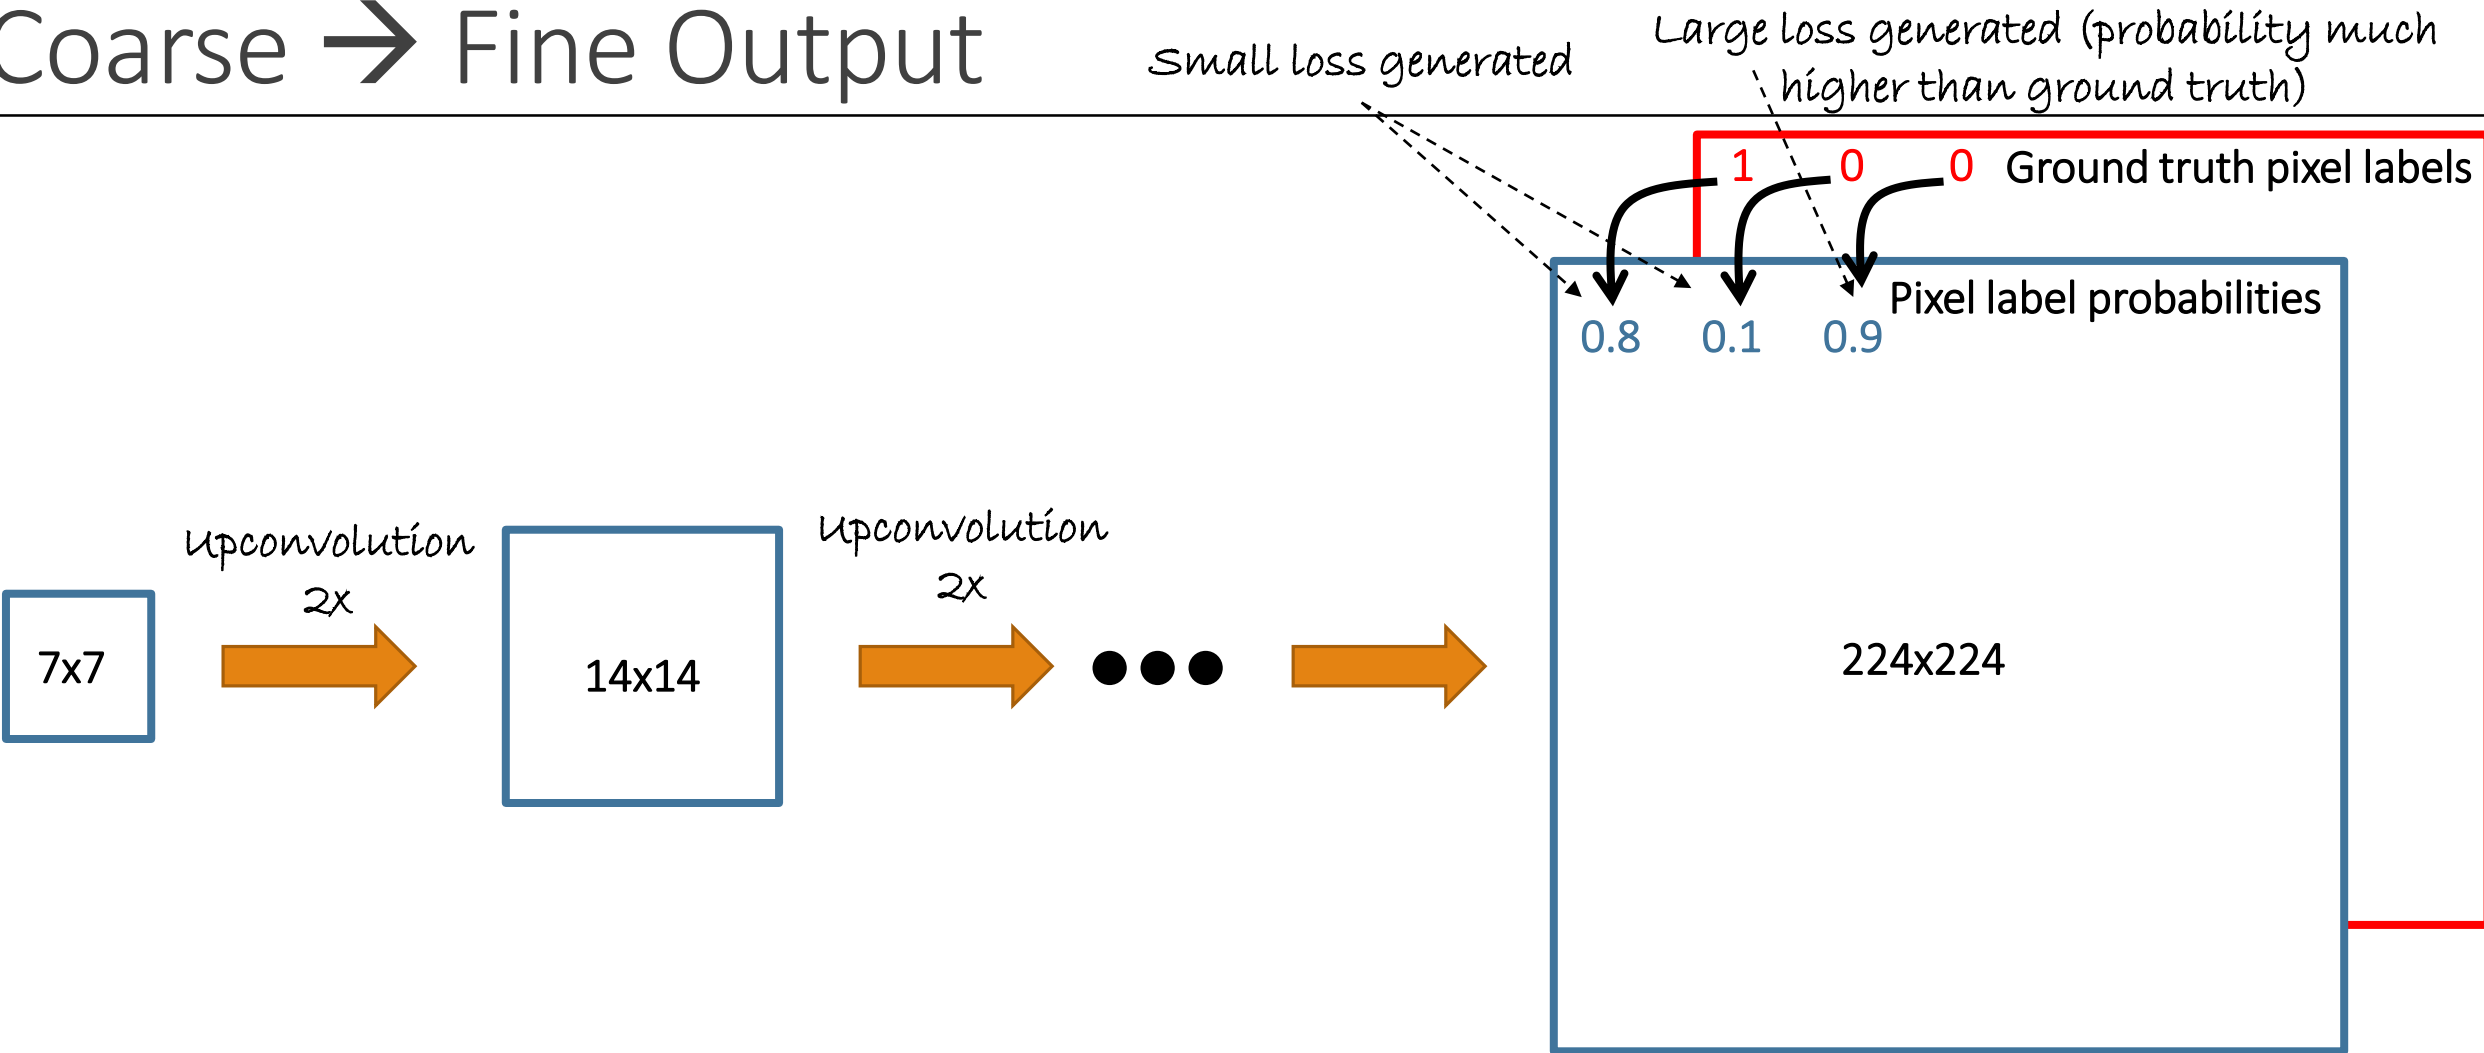 Coarse → Fine Output
Small loss generated
Large loss generated (probability much
higher than ground truth)
1 0 0 Ground truth pixel labels
Pixel label probabilities
0.8 0.1 0.9
Upconvolution
2x
Upconvolution
2x
7x7
14x14
224x224